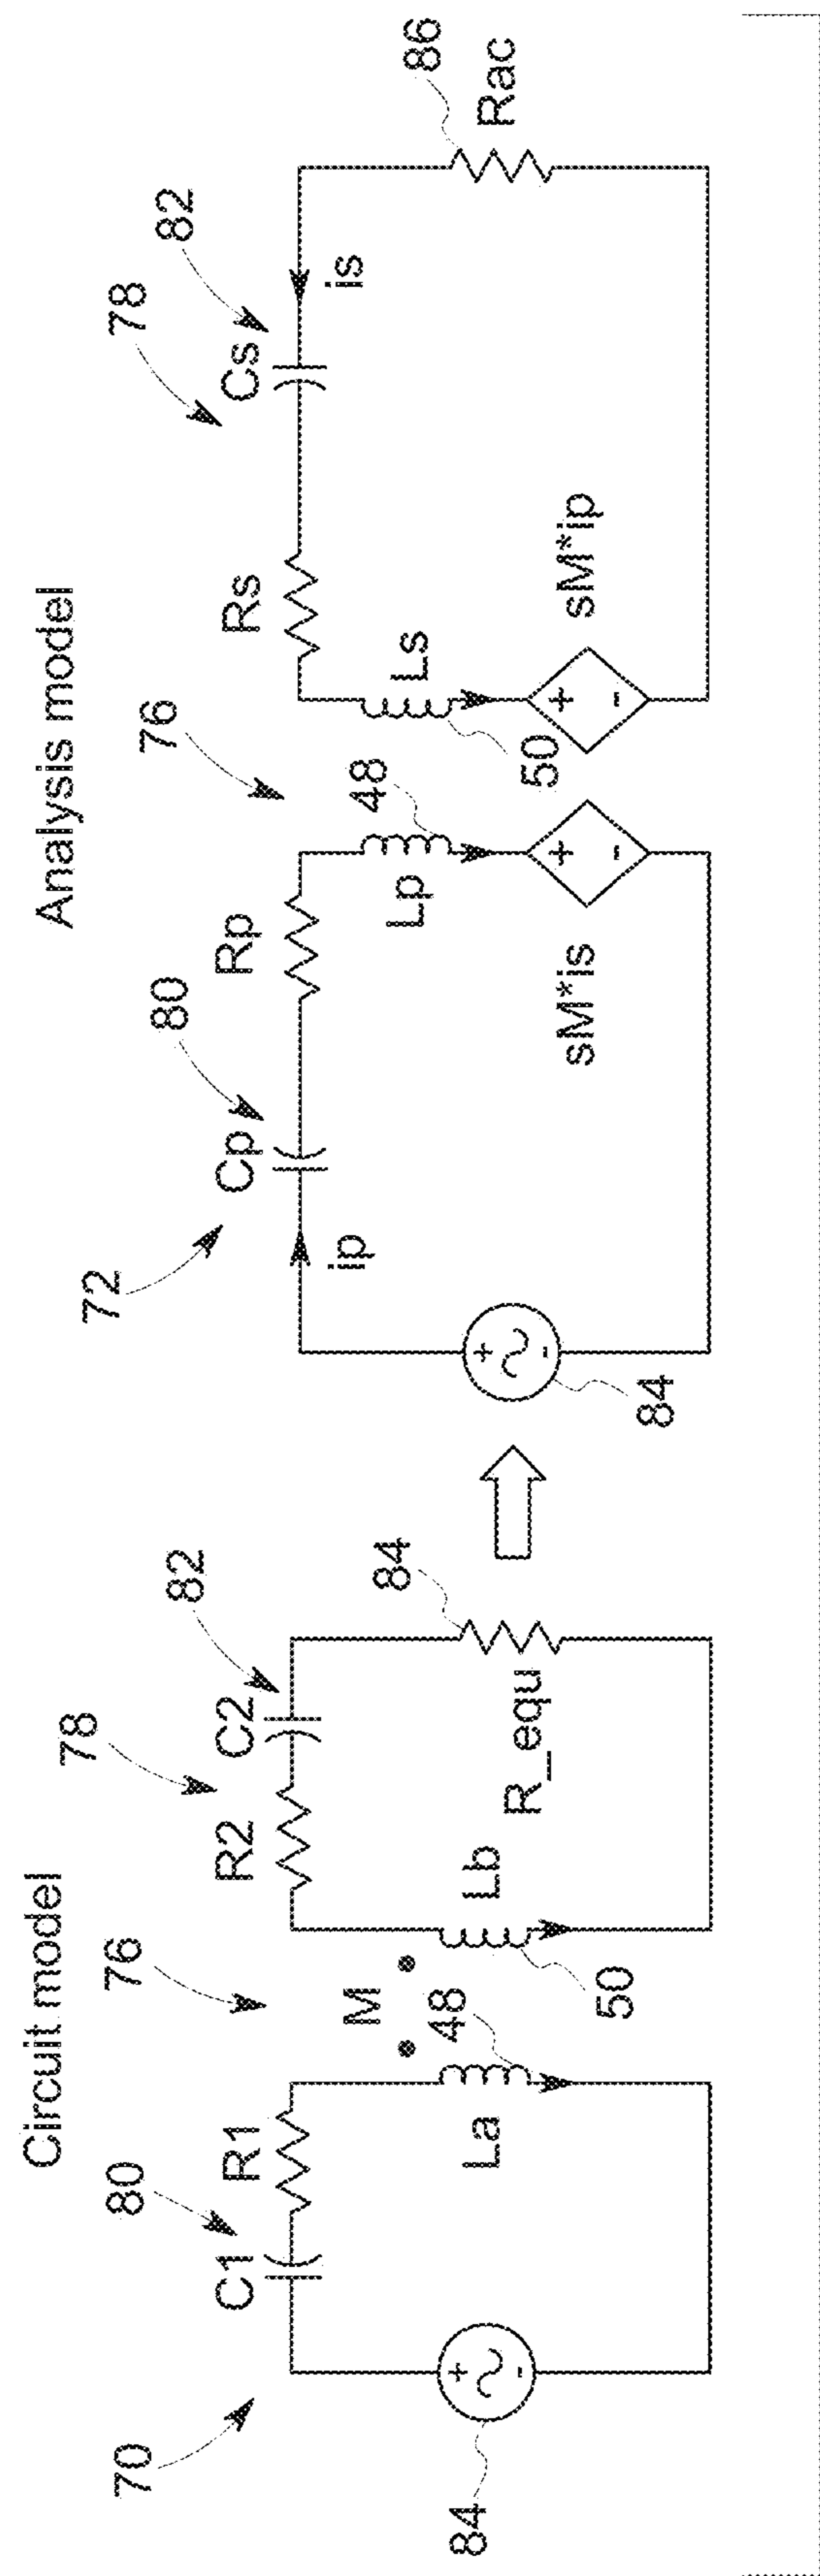 Circuit model
70
80
C1
R1
76
M
48
La
84
78
82
R2
C2
Lb
50
R_equ
84
Analysis model
72
80
Cp
Rp
ip
84
76
48
Lp
sM*is
78
82
Rs
Cs
is
Ls
50
sM*ip
86
Rac